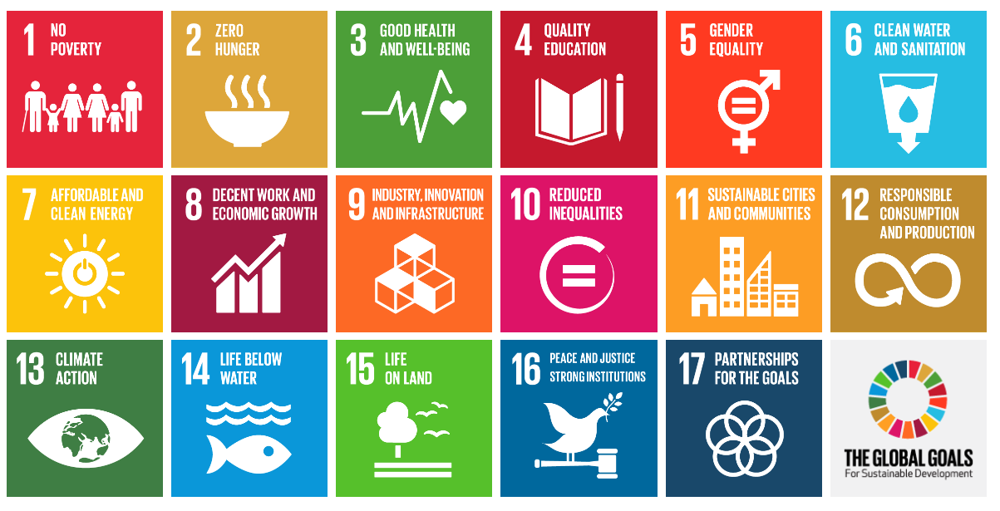 1 NO
POVERTY
2 ZERO
HUNGER
3 GOOD HEALTH
AND WELL-BEING
4 QUALITY
EDUCATION
5 GENDER
EQUALITY
6 CLEAN WATER
AND SANITATION
7 AFFORDABLE AND
CLEAN ENERGY
8 DECENT WORK AND
ECONOMIC GROWTH
9 INDUSTRY, INNOVATION
AND INFRASTRUCTURE
10 REDUCED
INEQUALITIES
11 SUSTAINABLE CITIES
AND COMMUNITIES
12 RESPONSIBLE
CONSUMPTION
AND PRODUCTION
13 CLIMATE
ACTION
14 LIFE BELOW
WATER
15 LIFE
ON LAND
16 PEACE AND JUSTICE
STRONG INSTITUTIONS
17 PARTNERSHIPS
FOR THE GOALS
THE GLOBAL GOALS
For Sustainable Development